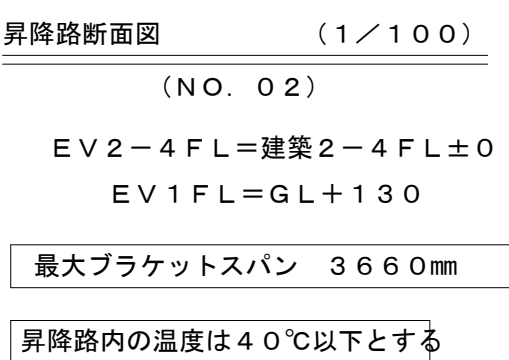 昇降路断面図　（１／１００）
（ＮＯ．０２）
ＥＶ２－４ＦＬ＝建築２－４ＦＬ±０
ＥＶ１ＦＬ＝ＧＬ＋１３０
最大ブラケットスパン　３６６０㎜
昇降路内の温度は４０℃以下とする